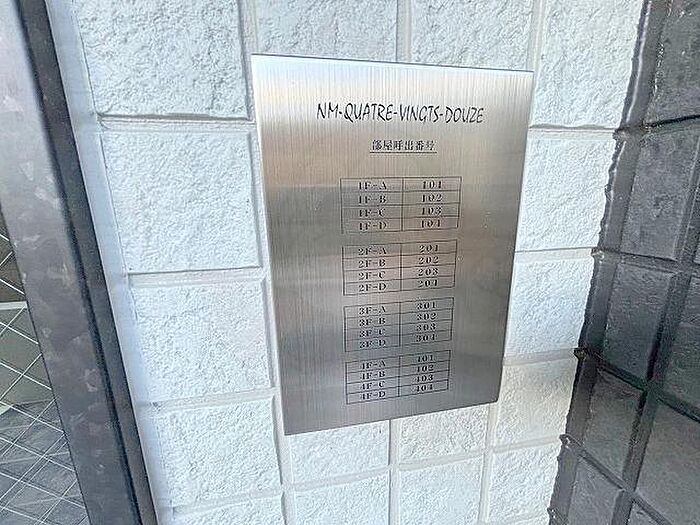 NM-QUATRE-VINGTS-DOUZE
部屋呼出番号
1F-A 101
1F-B 102
1F-C 103
1F-D 104
2F-A 201
2F-B 202
2F-C 203
2F-D 204
3F-A 301
3F-B 302
3F-C 303
3F-D 304
4F-A 401
4F-B 402
4F-C 403
4F-D 404